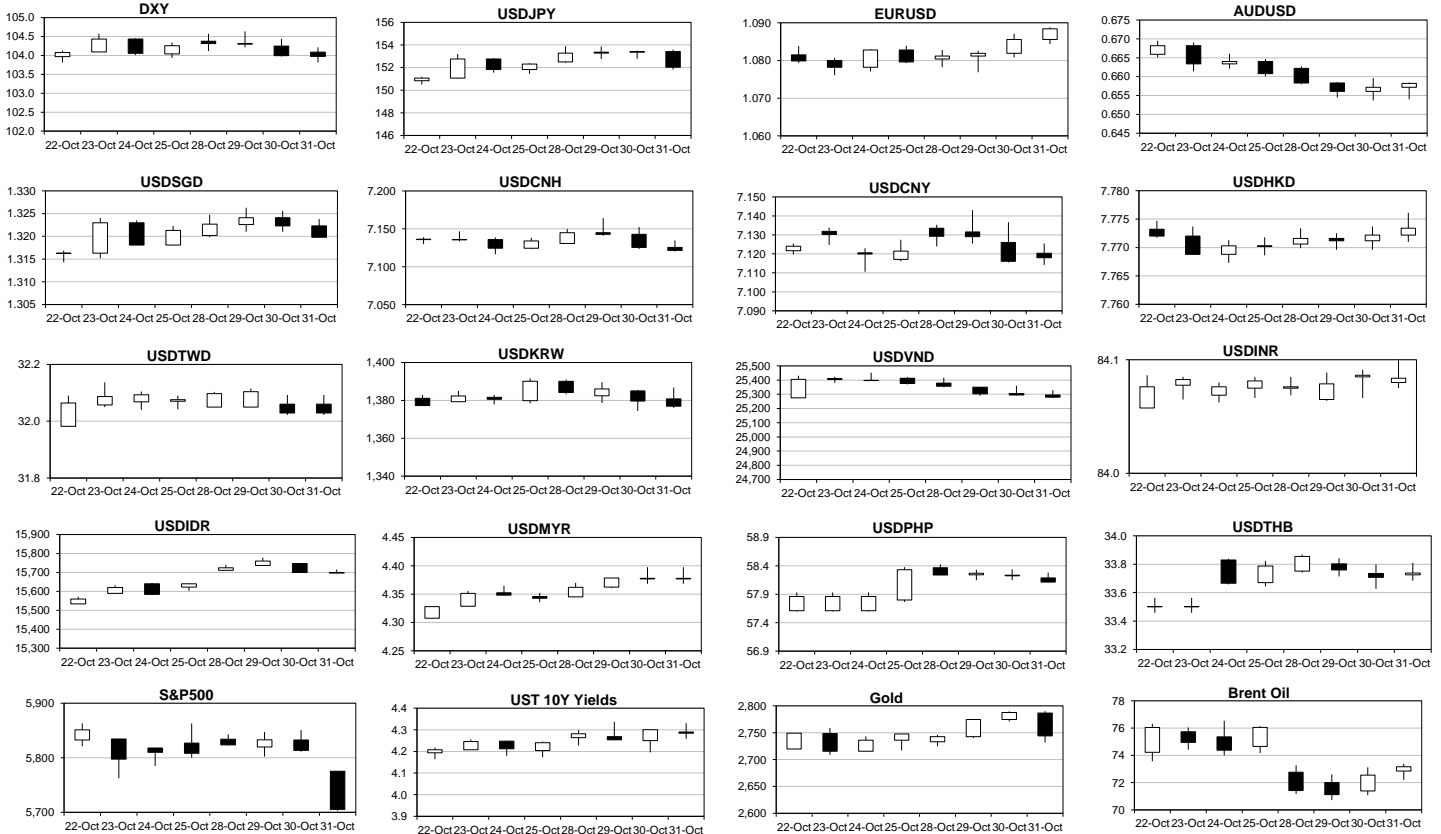 DXY
105.0
104.5
104.0
103.5
103.0
102.5
102.0
22-Oct 23-Oct 24-Oct 25-Oct 28-Oct 29-Oct 30-Oct 31-Oct
USDJPY
156
154
152
150
148
146
22-Oct 23-Oct 24-Oct 25-Oct 28-Oct 29-Oct 30-Oct 31-Oct
EURUSD
1.090
1.080
1.070
1.060
22-Oct 23-Oct 24-Oct 25-Oct 28-Oct 29-Oct 30-Oct 31-Oct
AUDUSD
0.675
0.670
0.665
0.660
0.655
0.650
0.645
22-Oct 23-Oct 24-Oct 25-Oct 28-Oct 29-Oct 30-Oct 31-Oct
USDSGD
1.330
1.325
1.320
1.315
1.310
1.305
22-Oct 23-Oct 24-Oct 25-Oct 28-Oct 29-Oct 30-Oct 31-Oct
USDCNH
7.200
7.150
7.100
7.050
22-Oct 23-Oct 24-Oct 25-Oct 28-Oct 29-Oct 30-Oct 31-Oct
USDCNY
7.150
7.140
7.130
7.120
7.110
7.100
7.090
22-Oct 23-Oct 24-Oct 25-Oct 28-Oct 29-Oct 30-Oct 31-Oct
USDHKD
7.780
7.775
7.770
7.765
7.760
22-Oct 23-Oct 24-Oct 25-Oct 28-Oct 29-Oct 30-Oct 31-Oct
USDTWD
32.2
32.0
31.8
22-Oct 23-Oct 24-Oct 25-Oct 28-Oct 29-Oct 30-Oct 31-Oct
USDKRW
1,400
1,380
1,360
1,340
22-Oct 23-Oct 24-Oct 25-Oct 28-Oct 29-Oct 30-Oct 31-Oct
USDVND
25,500
25,400
25,300
25,200
25,100
25,000
24,900
24,800
24,700
22-Oct 23-Oct 24-Oct 25-Oct 28-Oct 29-Oct 30-Oct 31-Oct
USDINR
84.1
84.0
22-Oct 23-Oct 24-Oct 25-Oct 28-Oct 29-Oct 30-Oct 31-Oct
USDIDR
15,900
15,800
15,700
15,600
15,500
15,400
15,300
22-Oct 23-Oct 24-Oct 25-Oct 28-Oct 29-Oct 30-Oct 31-Oct
USDMYR
4.45
4.40
4.35
4.30
4.25
22-Oct 23-Oct 24-Oct 25-Oct 28-Oct 29-Oct 30-Oct 31-Oct
USDPHP
58.9
58.4
57.9
57.4
56.9
22-Oct 23-Oct 24-Oct 25-Oct 28-Oct 29-Oct 30-Oct 31-Oct
USDTHB
34.0
33.8
33.6
33.4
33.2
22-Oct 23-Oct 24-Oct 25-Oct 28-Oct 29-Oct 30-Oct 31-Oct
S&P500
5,900
5,800
5,700
22-Oct 23-Oct 24-Oct 25-Oct 28-Oct 29-Oct 30-Oct 31-Oct
UST 10Y Yields
4.4
4.3
4.2
4.1
4.0
3.9
22-Oct 23-Oct 24-Oct 25-Oct 28-Oct 29-Oct 30-Oct 31-Oct
Gold
2,800
2,750
2,700
2,650
2,600
22-Oct 23-Oct 24-Oct 25-Oct 28-Oct 29-Oct 30-Oct 31-Oct
Brent Oil
78
76
74
72
70
22-Oct 23-Oct 24-Oct 25-Oct 28-Oct 29-Oct 30-Oct 31-Oct